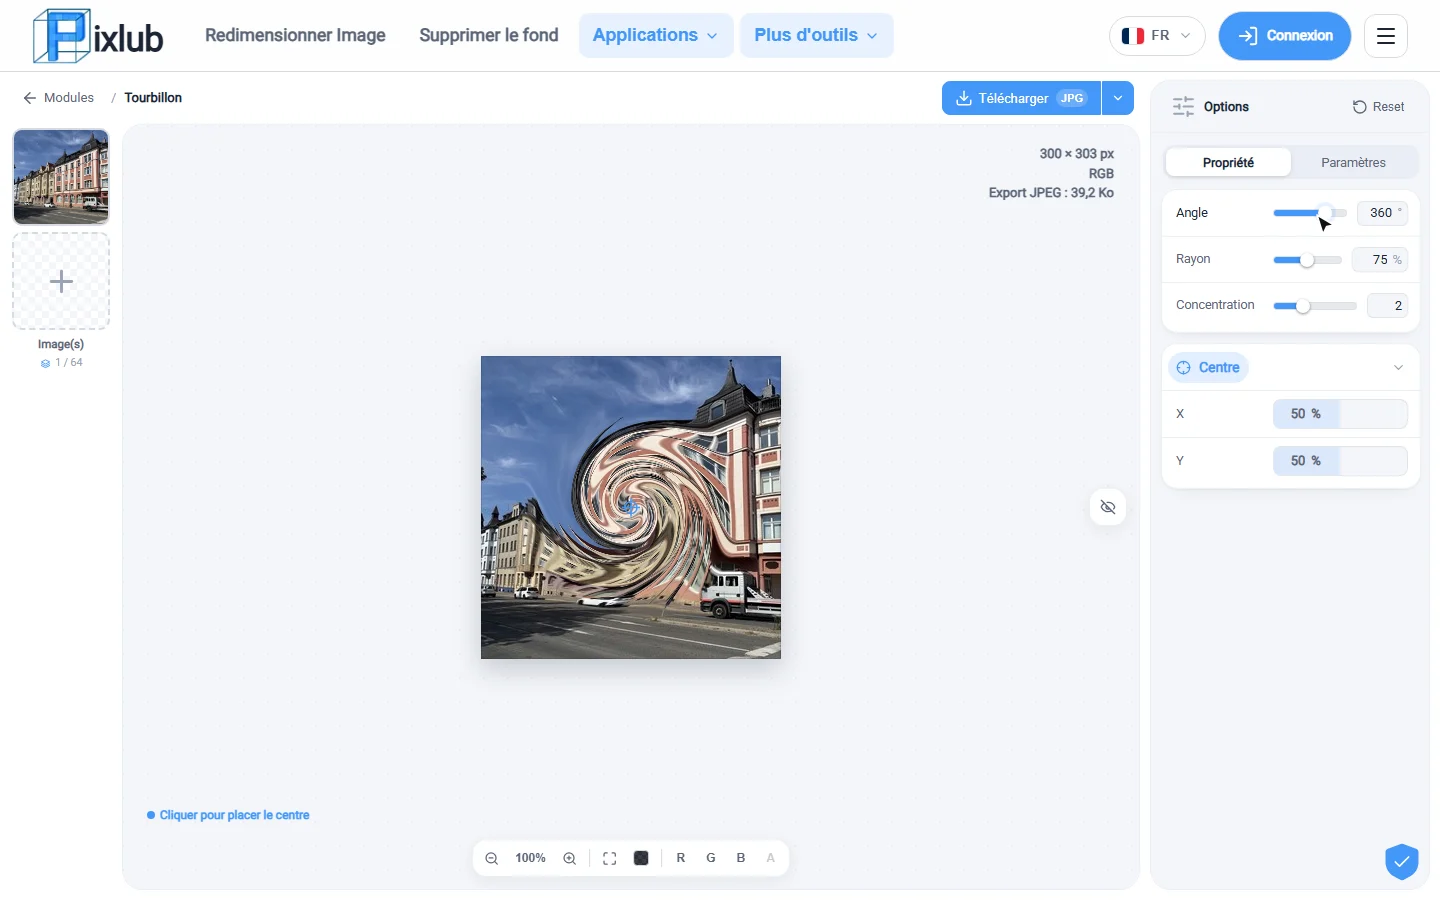 Pixlub
Redimensionner Image
Supprimer le fond
Applications
Plus d'outils
FR
Connexion
Modules / Tourbillon
Télécharger JPG
Options
Reset
300 × 303 px
RGB
Export JPEG : 39,2 Ko
Propriété
Paramètres
Angle
360 °
Rayon
75 %
Concentration
2
Image(s)
1 / 64
Centre
X
50 %
Y
50 %
Cliquer pour placer le centre
100%
R
G
B
A